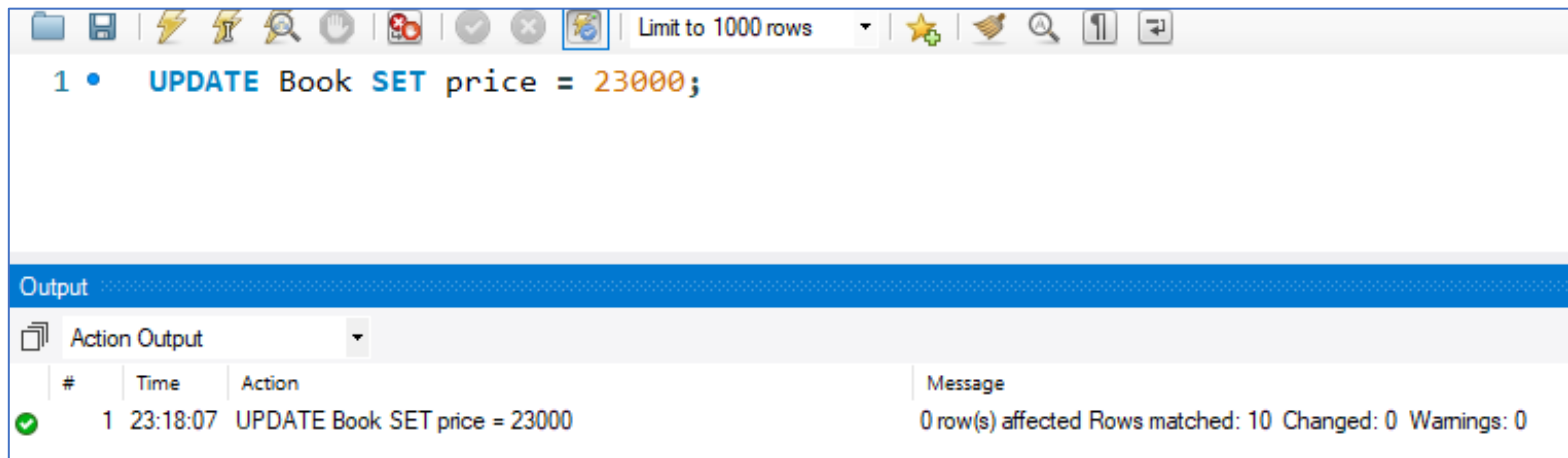 Limit to 1000 rows
1 UPDATE Book SET price = 23000;
Output
Action Output
# Time Action Message
1 23:18:07 UPDATE Book SET price = 23000 0 row(s) affected Rows matched: 10 Changed: 0 Warnings: 0